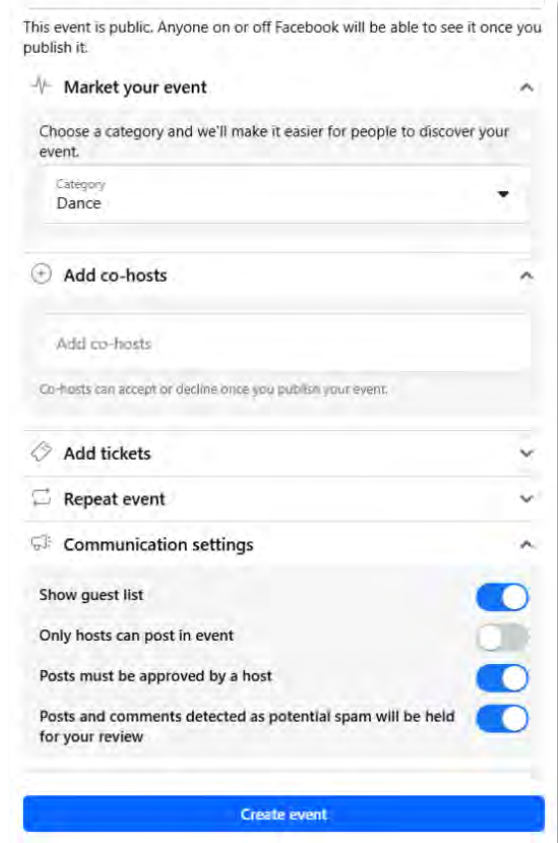 This event is public. Anyone on or off Facebook will be able to see it once you
publish it.
Market your event
Choose a category and we'll make it easier for people to discover your
event.
Category
Dance
Add co-hosts
Add co-hosts
Co-hosts can accept or decline once you publish your event.
Add tickets
Repeat event
Communication settings
Show guest list
Only hosts can post in event
Posts must be approved by a host
Posts and comments detected as potential spam will be held
for your review
Create event